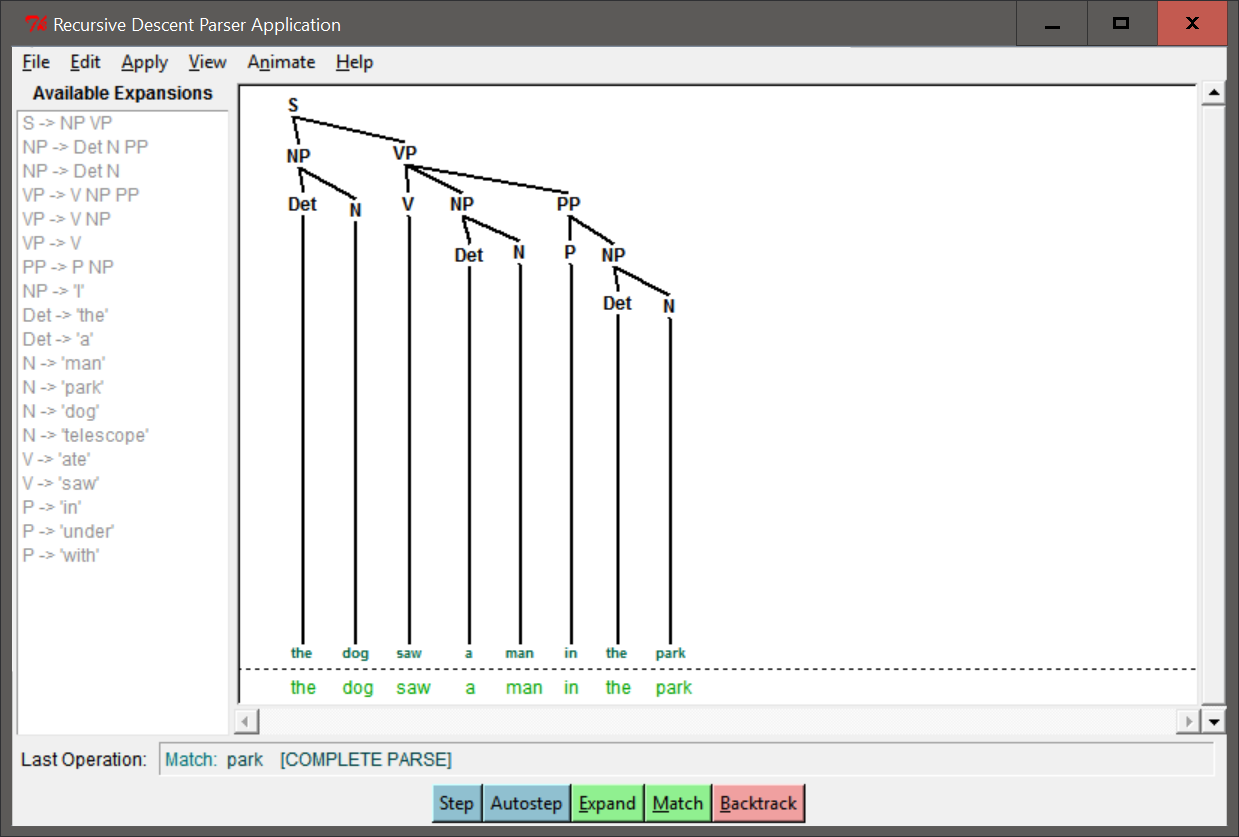 Recursive Descent Parser Application
File Edit Apply View Animate Help
Available Expansions
S -> NP VP
NP -> Det N PP
NP -> Det N
VP -> V NP PP
VP -> V NP
VP -> V
PP -> P NP
NP -> 'I'
Det -> 'the'
Det -> 'a'
N -> 'man'
N -> 'park'
N -> 'dog'
N -> 'telescope'
V -> 'ate'
V -> 'saw'
P -> 'in'
P -> 'under'
P -> 'with'
S
NP VP
Det N V NP PP
Det N P NP
Det N
the dog saw a man in the park
the dog saw a man in the park
Last Operation: Match: park [COMPLETE PARSE]
Step Autostep Expand Match Backtrack